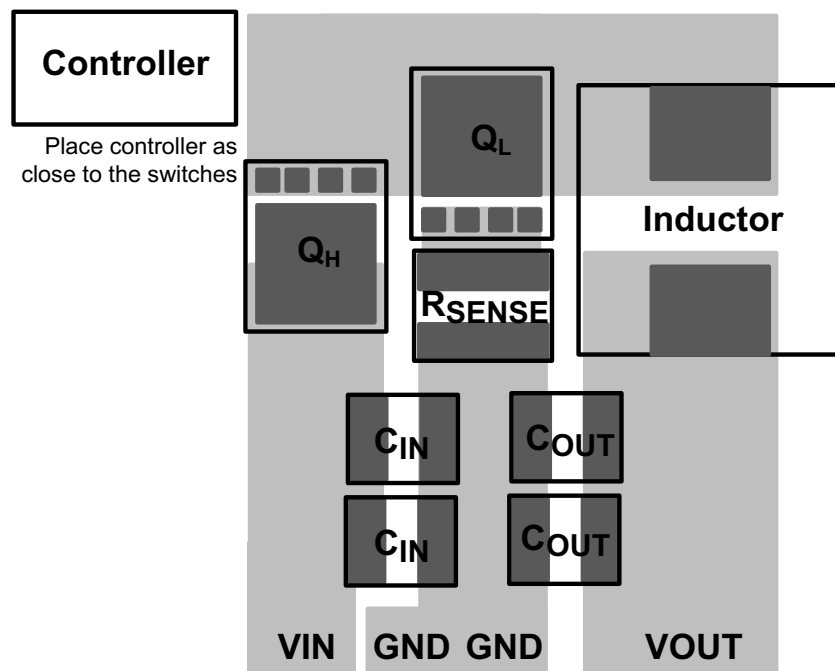 Controller
Place controller as
close to the switches
QL
QH
Inductor
RSENSE
CIN
COUT
CIN
COUT
VIN GND GND VOUT